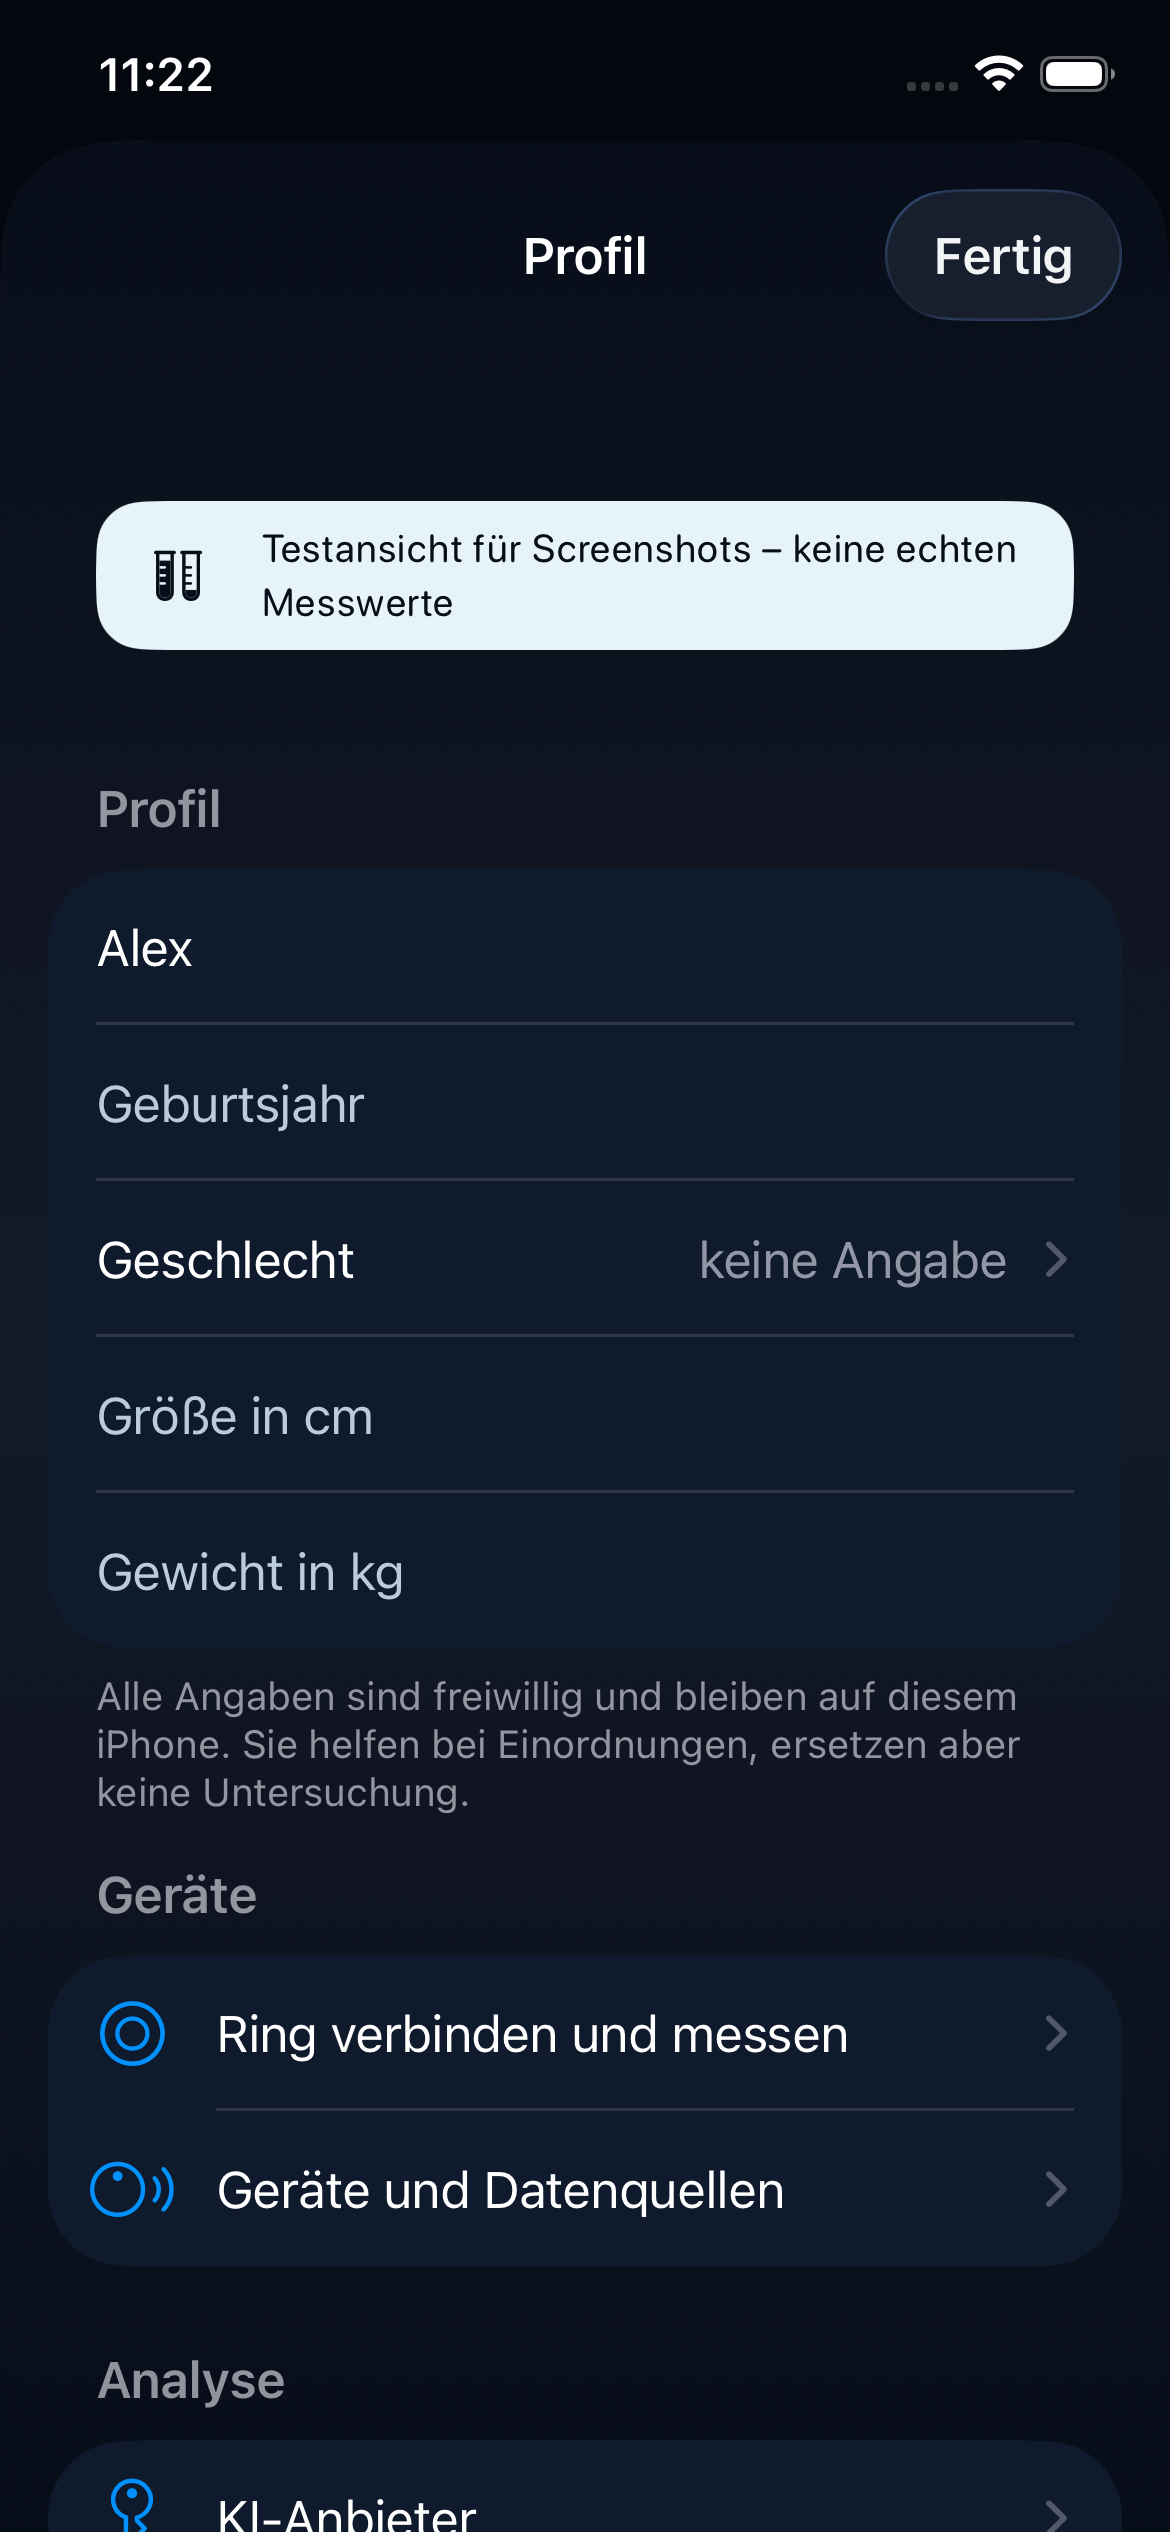 11:22
Profil
Fertig
Testansicht für Screenshots – keine echten
Messwerte
Profil
Alex
Geburtsjahr
Geschlecht keine Angabe
Größe in cm
Gewicht in kg
Alle Angaben sind freiwillig und bleiben auf diesem
iPhone. Sie helfen bei Einordnungen, ersetzen aber
keine Untersuchung.
Geräte
Ring verbinden und messen
Geräte und Datenquellen
Analyse
KI-Anbieter